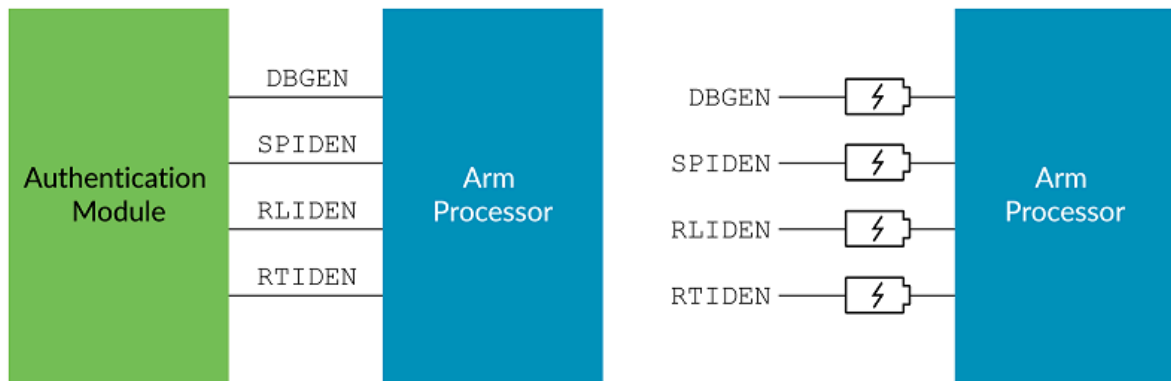 Authentication
Module
DBGEN
SPIDEN
RLIDEN
RTIDEN
Arm
Processor
DBGEN
SPIDEN
RLIDEN
RTIDEN
Arm
Processor